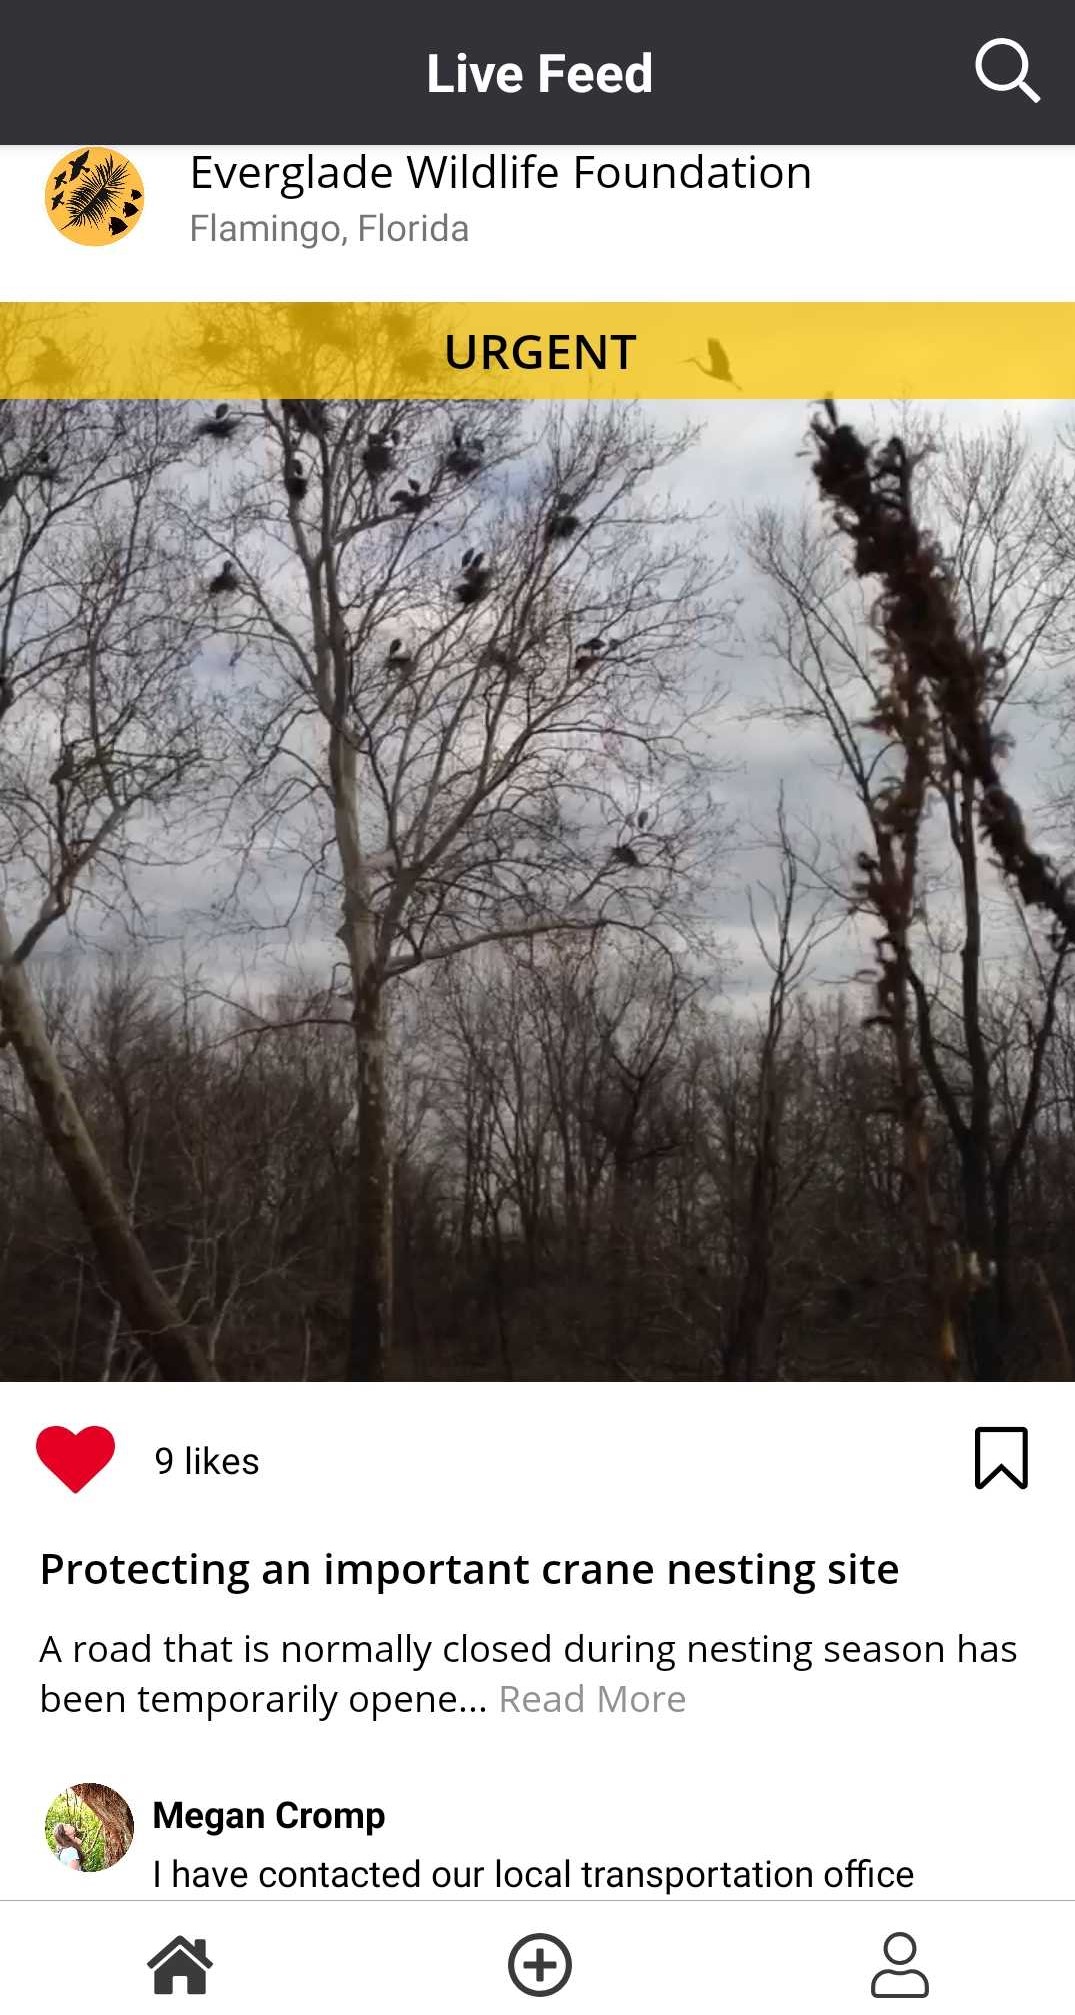 Live Feed
Everglade Wildlife Foundation
Flamingo, Florida
URGENT
9 likes
Protecting an important crane nesting site
A road that is normally closed during nesting season has
been temporarily opene... Read More
Megan Cromp
I have contacted our local transportation office